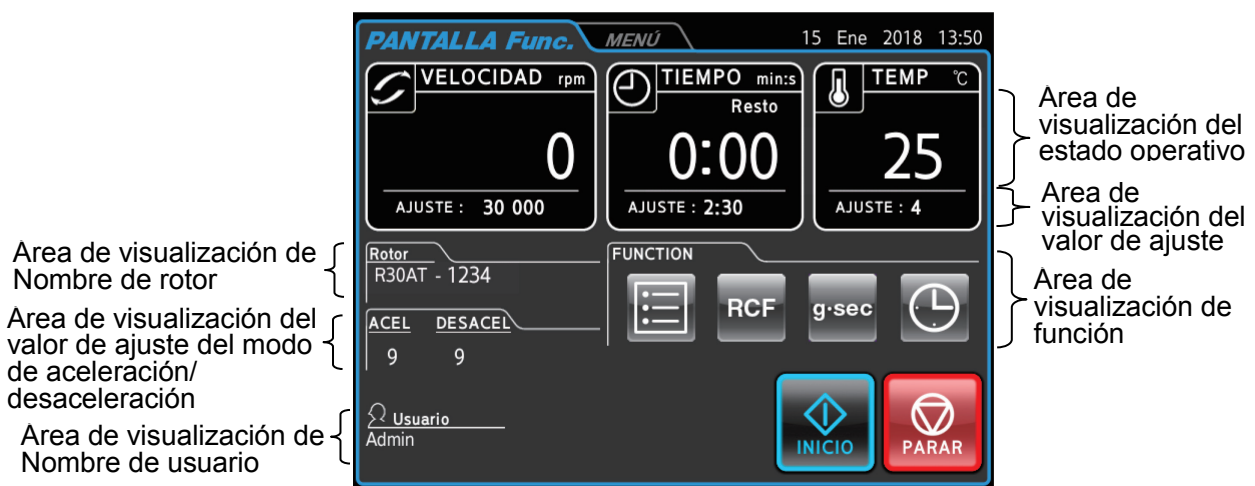 PANTALLA Func. MENÚ 15 Ene 2018 13:50
VELOCIDAD rpm
0
AJUSTE : 30 000
TIEMPO min:s
Resto
0:00
AJUSTE : 2:30
TEMP °C
25
AJUSTE : 4
Area de
visualización del
estado operativo
Area de
visualización del
valor de ajuste
Area de visualización de
Nombre de rotor
Rotor
R30AT - 1234
FUNCTION
RCF
g·sec
Area de
visualización de
función
Area de visualización del
valor de ajuste del modo
de aceleración/
desaceleración
ACEL DESACEL
9 9
Area de visualización de
Nombre de usuario
Usuario
Admin
INICIO
PARAR